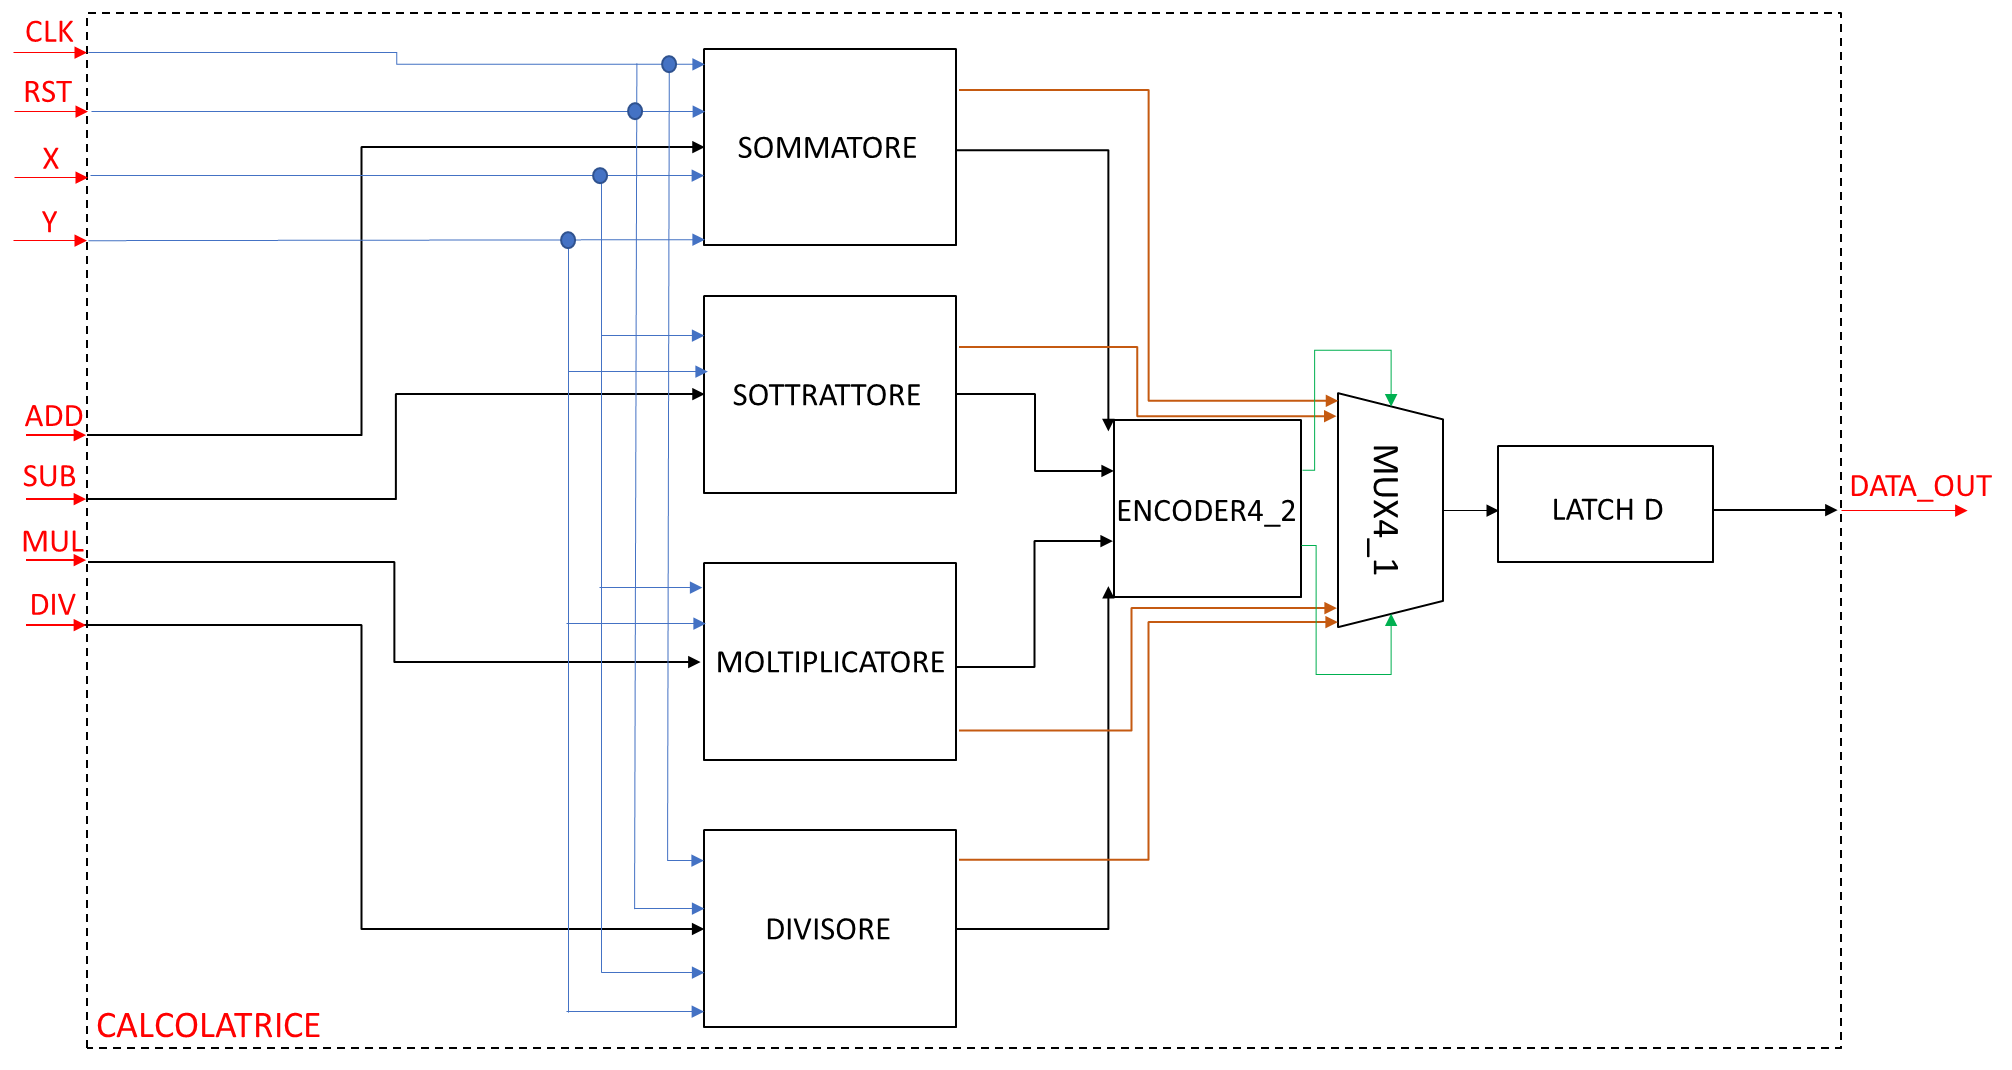 CLK
RST
X
Y
ADD
SUB
MUL
DIV
SOMMATORE
SOTTRATTORE
MOLTIPLICATORE
DIVISORE
ENCODER4_2
MUX4_1
LATCH D
DATA_OUT
CALCOLATRICE